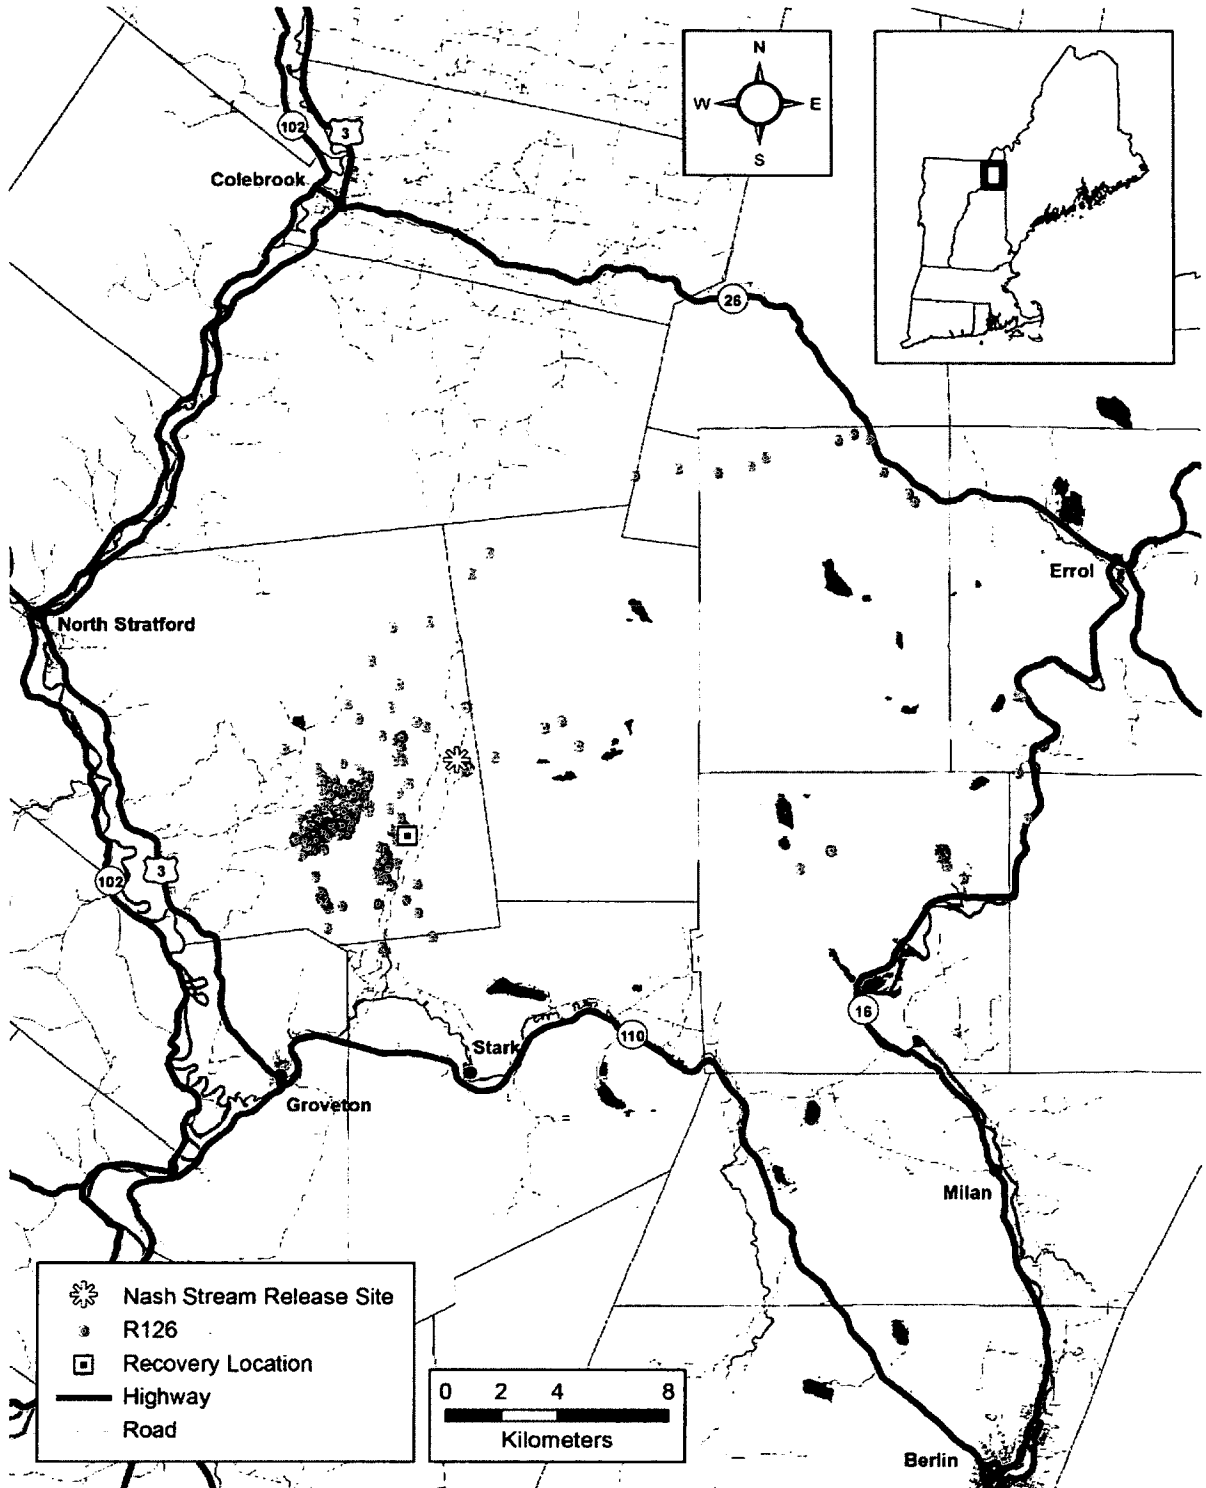 N
W E
S
102
3
Colebrook
26
Errol
North Stratford
102
3
16
110
Stark
Groveton
Milan
Nash Stream Release Site
R126
Recovery Location
Highway
Road
0 2 4 8
Kilometers
Berlin